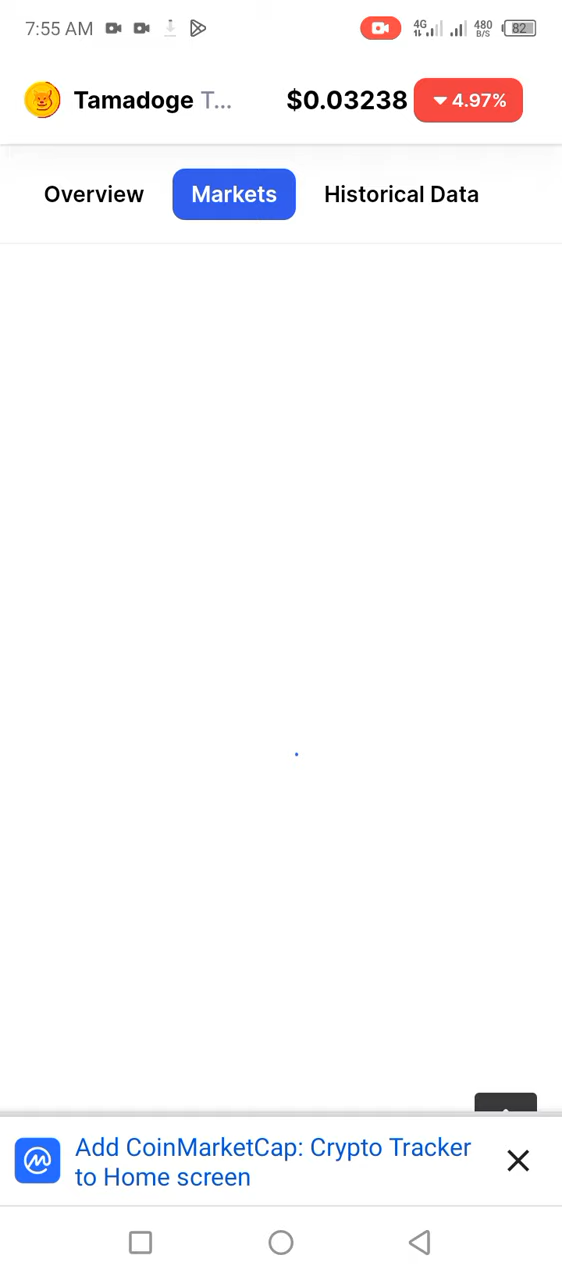 7:55 AM 4G 480 B/S 82
Tamadoge T... $0.03238 4.97%
Overview Markets Historical Data
Add CoinMarketCap: Crypto Tracker
to Home screen